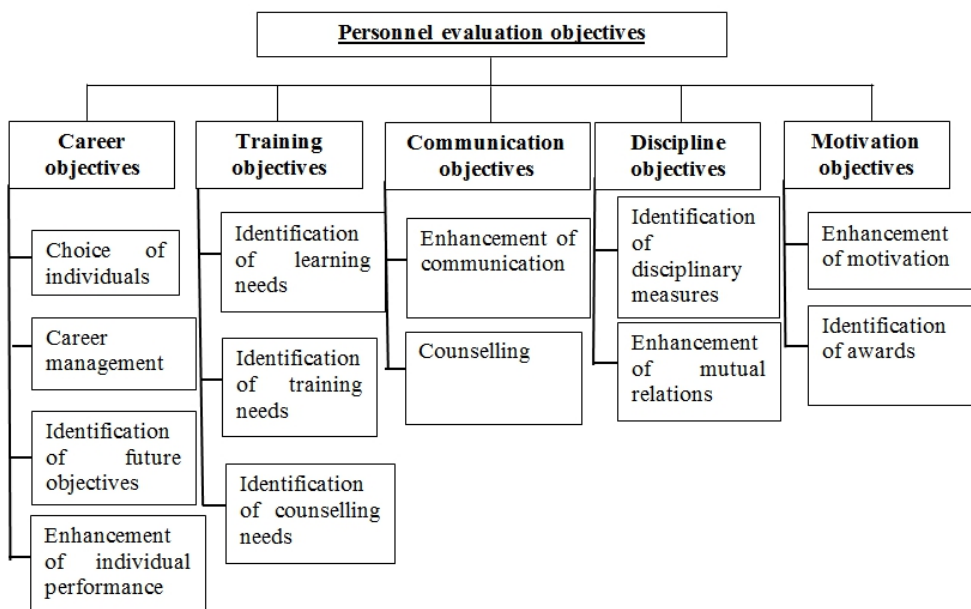 Personnel evaluation objectives
Career
objectives
Training
objectives
Communication
objectives
Discipline
objectives
Motivation
objectives
Choice of
individuals
Career
management
Identification
of future
objectives
Enhancement
of individual
performance
Identification
of learning
needs
Identification
of training
needs
Identification
of counselling
needs
Enhancement of
communication
Counselling
Identification
of
disciplinary
measures
Enhancement
of mutual
relations
Enhancement
of motivation
Identification
of awards